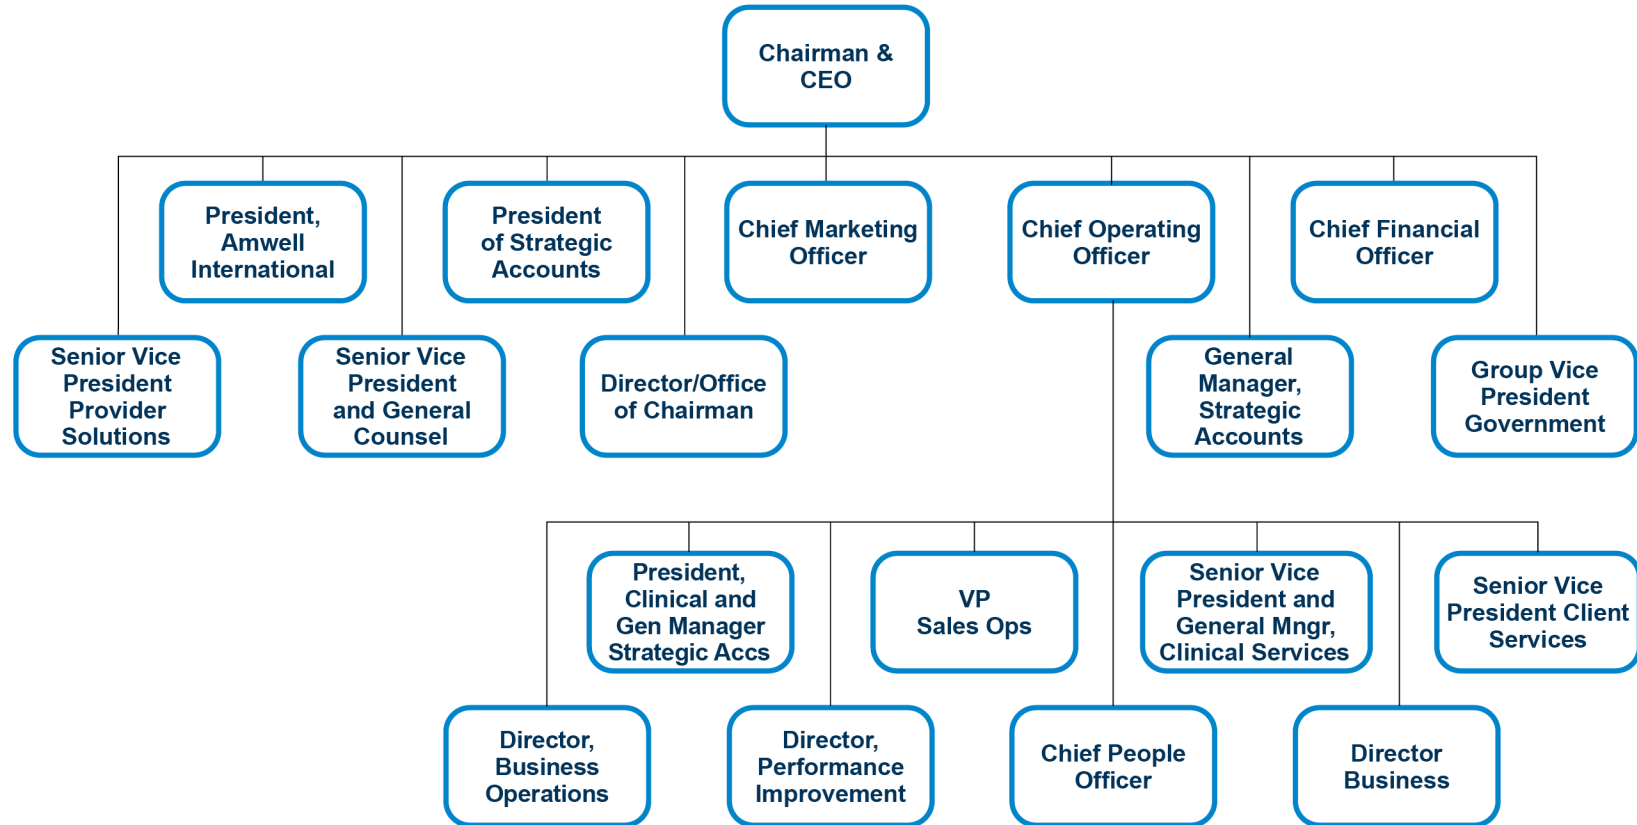 Chairman &
CEO
President,
Amwell
International
President
of Strategic
Accounts
Chief Marketing
Officer
Chief Operating
Officer
Chief Financial
Officer
Senior Vice
President
Provider
Solutions
Senior Vice
President
and General
Counsel
Director/Office
of Chairman
General
Manager,
Strategic
Accounts
Group Vice
President
Government
President,
Clinical and
Gen Manager
Strategic Accs
VP
Sales Ops
Senior Vice
President and
General Mngr,
Clinical Services
Senior Vice
President Client
Services
Director,
Business
Operations
Director,
Performance
Improvement
Chief People
Officer
Director
Business